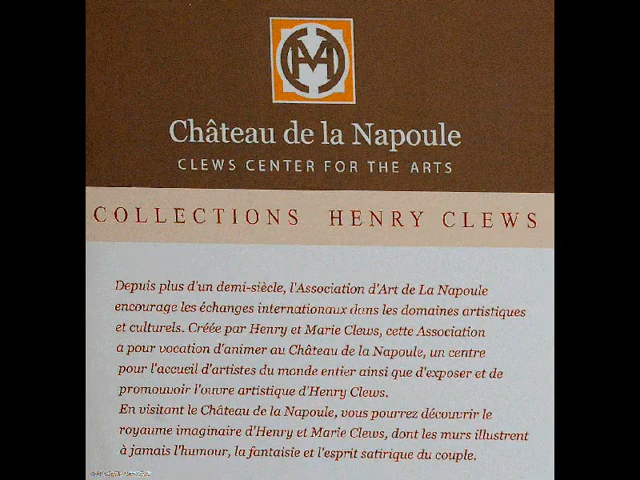 Château de la Napoule
CLEWS CENTER FOR THE ARTS
COLLECTIONS HENRY CLEWS
Depuis plus d'un demi-siècle, l'Association d'Art de La Napoule
encourage les échanges internationaux dans les domaines artistiques
et culturels. Créée par Henry et Marie Clews, cette Association
a pour vocation d'animer au Château de la Napoule, un centre
pour l'accueil d'artistes du monde entier ainsi que d'exposer et de
promouvoir l'ouvre artistique d'Henry Clews.
En visitant le Château de la Napoule, vous pourrez découvrir le
royaume imaginaire d'Henry et Marie Clews, dont les murs illustrent
à jamais l'humour, la fantaisie et l'esprit satirique du couple.